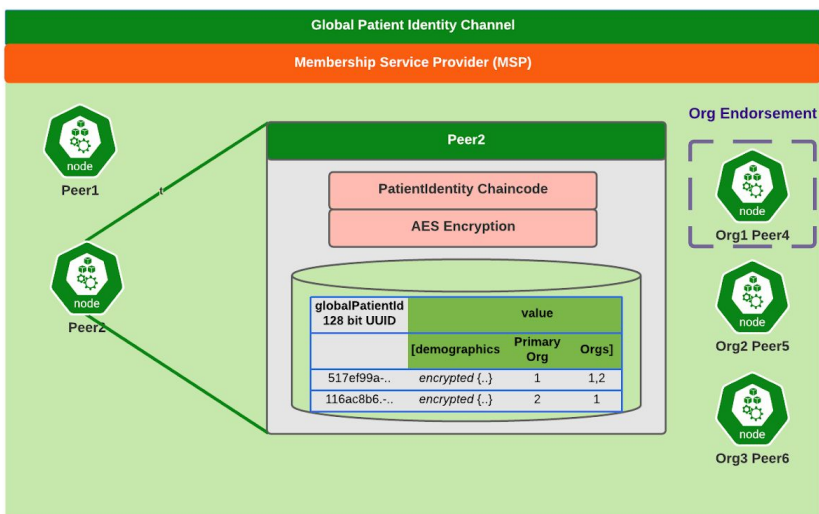 Global Patient Identity Channel
Membership Service Provider (MSP)
node
Peer1
t
node
Peer2
Peer2
PatientIdentity Chaincode
AES Encryption
globalPatientId
128 bit UUID
value
[demographics
Primary
Org
Orgs]
517ef99a-..
encrypted {..}
1
1,2
116ac8b6.-..
encrypted {..}
2
1
Org Endorsement
node
Org1 Peer4
node
Org2 Peer5
node
Org3 Peer6